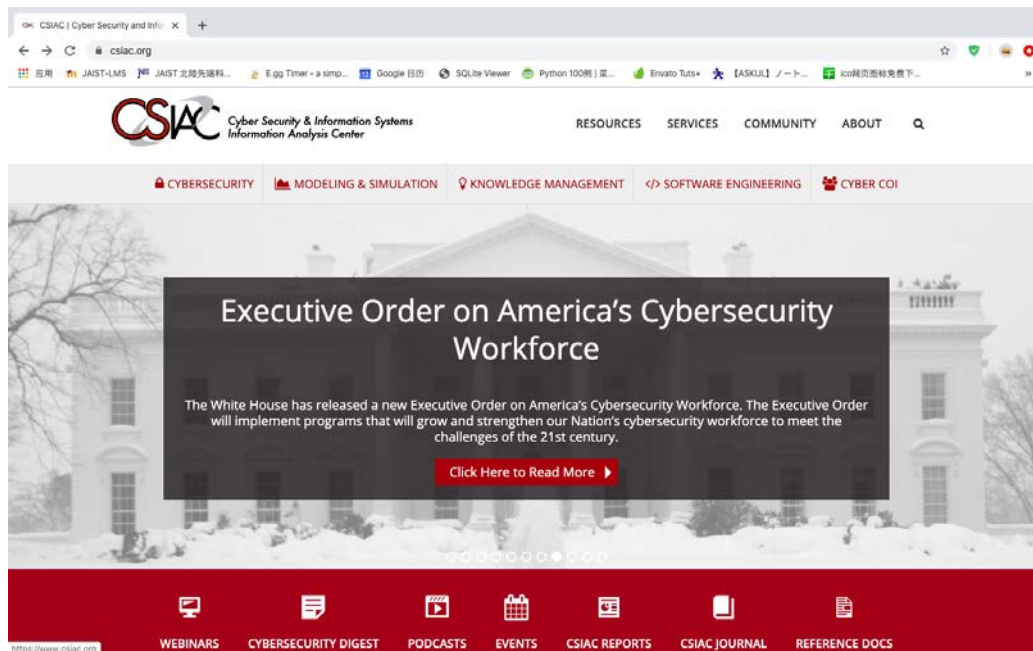 CSIAC | Cyber Security and Infor
csiac.org
应用 JAIST-LMS JAIST 北陸先端科... E.gg Timer - a simp... Google 日历 SQLite Viewer Python 100例 | 菜... Envato Tuts+ 【ASKUL】ノート... ico网页图标免费下... »
CSIAC Cyber Security & Information Systems
Information Analysis Center
RESOURCES SERVICES COMMUNITY ABOUT
CYBERSECURITY MODELING & SIMULATION KNOWLEDGE MANAGEMENT </> SOFTWARE ENGINEERING CYBER COI
Executive Order on America's Cybersecurity
Workforce
The White House has released a new Executive Order on America's Cybersecurity Workforce. The Executive Order
will implement programs that will grow and strengthen our Nation's cybersecurity workforce to meet the
challenges of the 21st century.
Click Here to Read More
WEBINARS CYBERSECURITY DIGEST PODCASTS EVENTS CSIAC REPORTS CSIAC JOURNAL REFERENCE DOCS
https://www.csiac.org